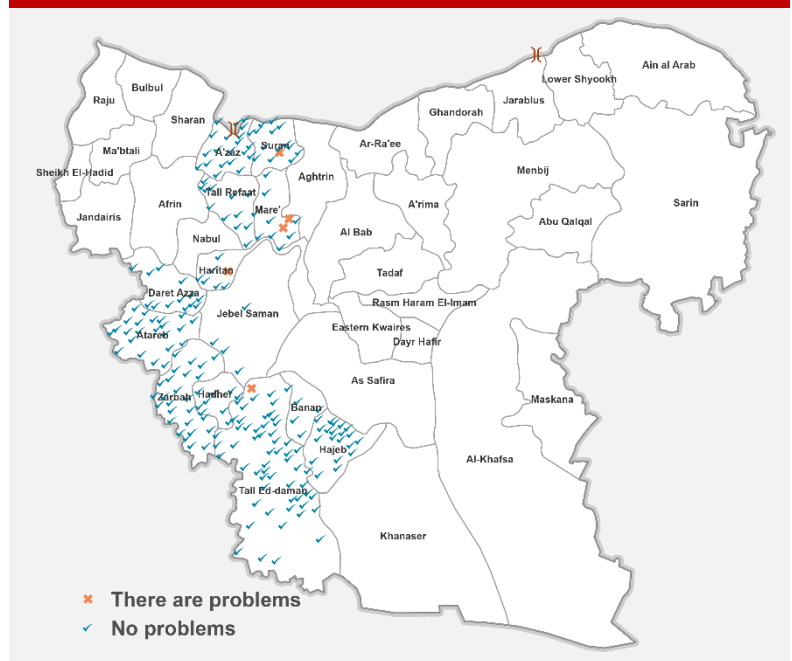 Ain al Arab
Lower Shyookh
Bulbul
Raju
Jarablus
Ghandorah
Sharan
Ar-Ra'ee
Suran
A'zaz
Ma'btali
Menbij
Sheikh El-Hadid
Aghtrin
Tall Refaat
Sarin
Afrin
A'rima
Mare'
Jandairis
Abu Qalqal
Al Bab
Nabul
Haritan
Tadaf
Daret Azza
Rasm Haram El-Imam
Jebel Saman
Eastern Kwaires
Atareb
Dayr Hafir
As Safira
Hadher
Zarbah
Maskana
Banan
Hajeb
Al-Khafsa
Tall Ed-daman
Khanaser
There are problems
No problems